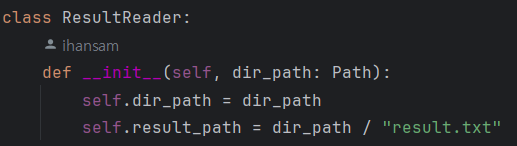 class ResultReader:
ihansam
def __init__(self, dir_path: Path):
self.dir_path = dir_path
self.result_path = dir_path / "result.txt"